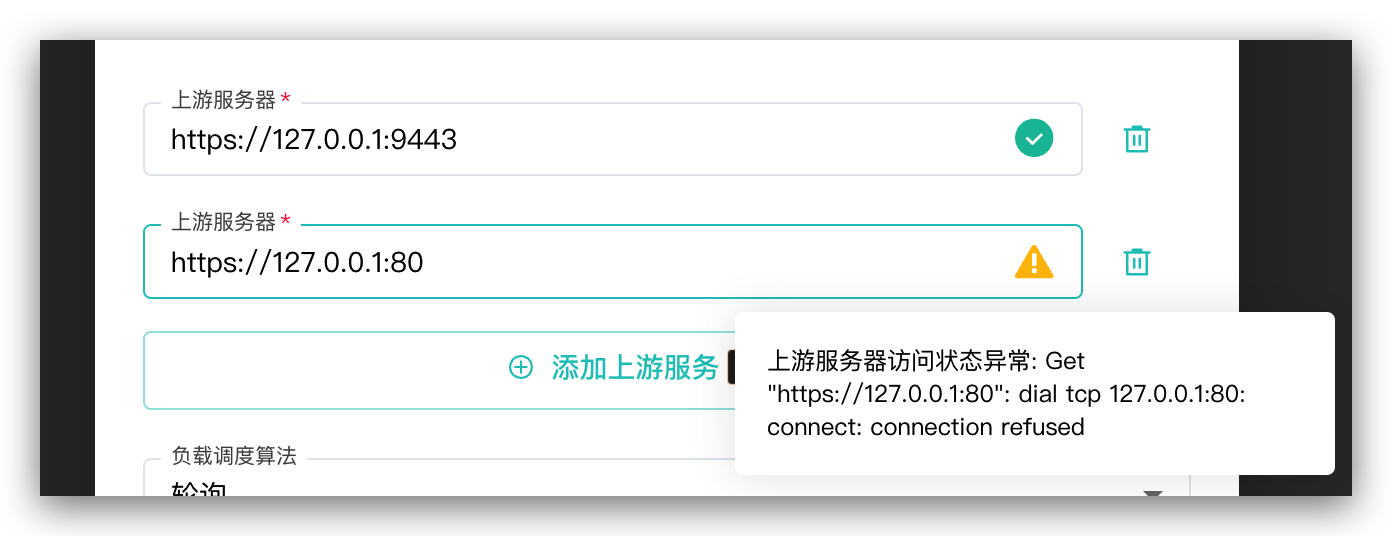 上游服务器 *
https://127.0.0.1:9443
上游服务器 *
https://127.0.0.1:80
添加上游服务
上游服务器访问状态异常: Get
"https://127.0.0.1:80": dial tcp 127.0.0.1:80:
connect: connection refused
负载调度算法
轮询